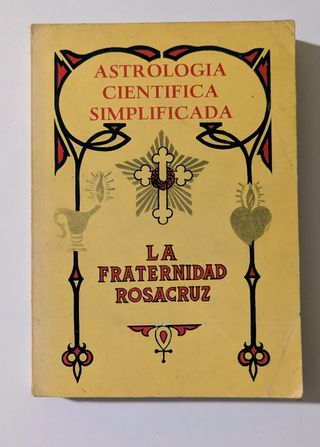 ASTROLOGIA
CIENTIFICA
SIMPLIFICADA
LA
FRATERNIDAD
ROSACRUZ